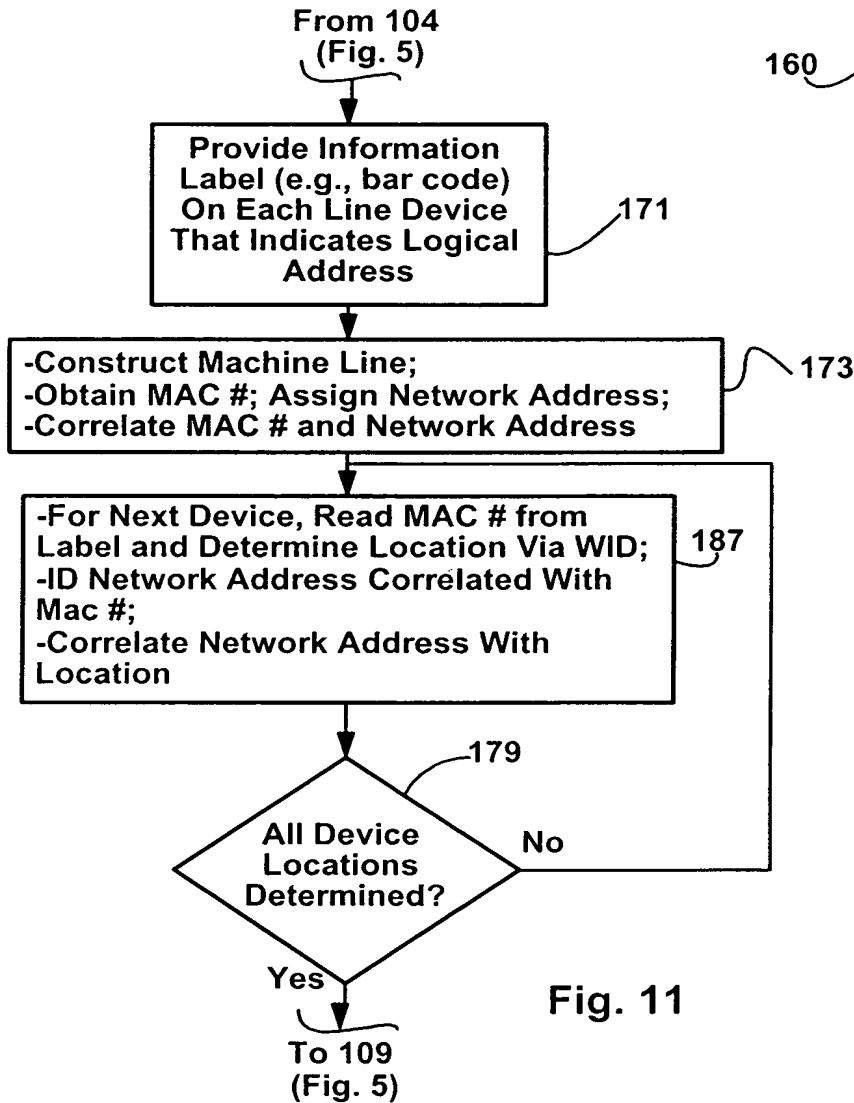 From 104
(Fig. 5)
160
Provide Information
Label (e.g., bar code)
On Each Line Device
That Indicates Logical
Address
171
-Construct Machine Line;
-Obtain MAC #; Assign Network Address;
-Correlate MAC # and Network Address
173
-For Next Device, Read MAC # from
Label and Determine Location Via WID;
-ID Network Address Correlated With
Mac #;
-Correlate Network Address With
Location
187
179
All Device
Locations
Determined?
No
Yes
Fig. 11
To 109
(Fig. 5)